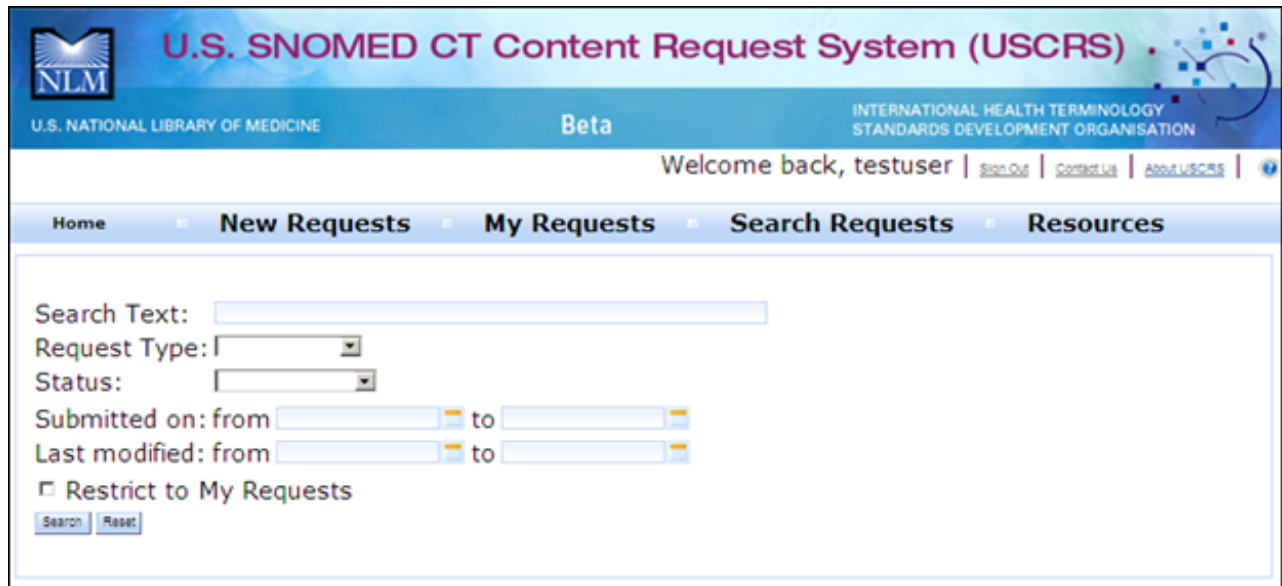 U.S. SNOMED CT Content Request System (USCRS)
NLM
U.S. NATIONAL LIBRARY OF MEDICINE
Beta
INTERNATIONAL HEALTH TERMINOLOGY
STANDARDS DEVELOPMENT ORGANISATION
Welcome back, testuser | Sign Out | Contact Us | About USCRS |
Home New Requests My Requests Search Requests Resources
Search Text:
Request Type:
Status:
Submitted on: from to
Last modified: from to
Restrict to My Requests
Search Reset